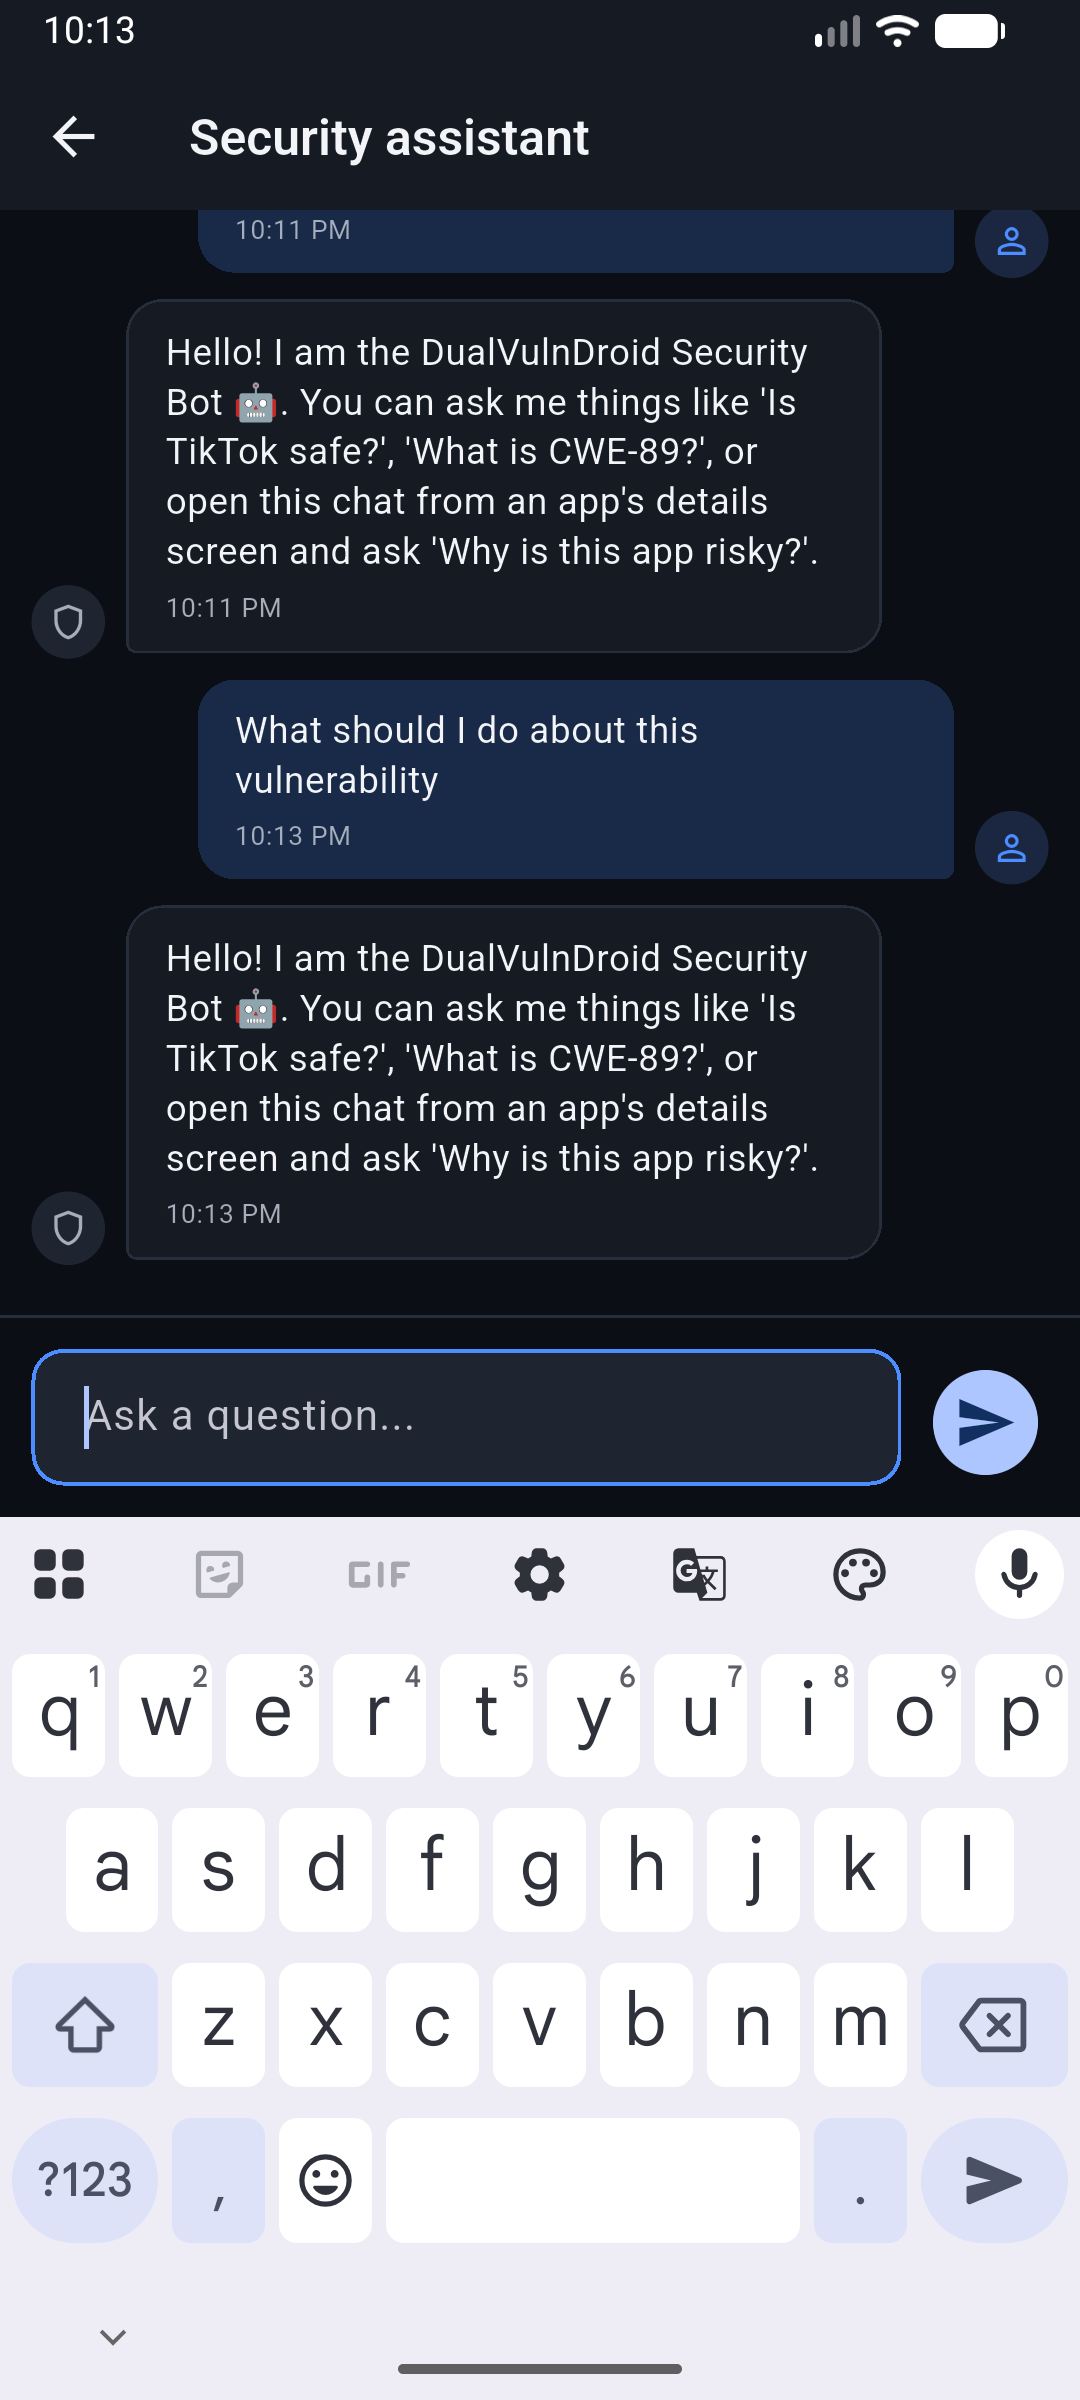 10:13
Security assistant
10:11 PM
Hello! I am the DualVulnDroid Security
Bot 🤖. You can ask me things like 'Is
TikTok safe?', 'What is CWE-89?', or
open this chat from an app's details
screen and ask 'Why is this app risky?'.
10:11 PM
What should I do about this
vulnerability
10:13 PM
Hello! I am the DualVulnDroid Security
Bot 🤖. You can ask me things like 'Is
TikTok safe?', 'What is CWE-89?', or
open this chat from an app's details
screen and ask 'Why is this app risky?'.
10:13 PM
Ask a question...
GIF G 文
1 2 3 4 5 6 7 8 9 0
q w e r t y u i o p
a s d f g h j k l
z x c v b n m
?123 , .